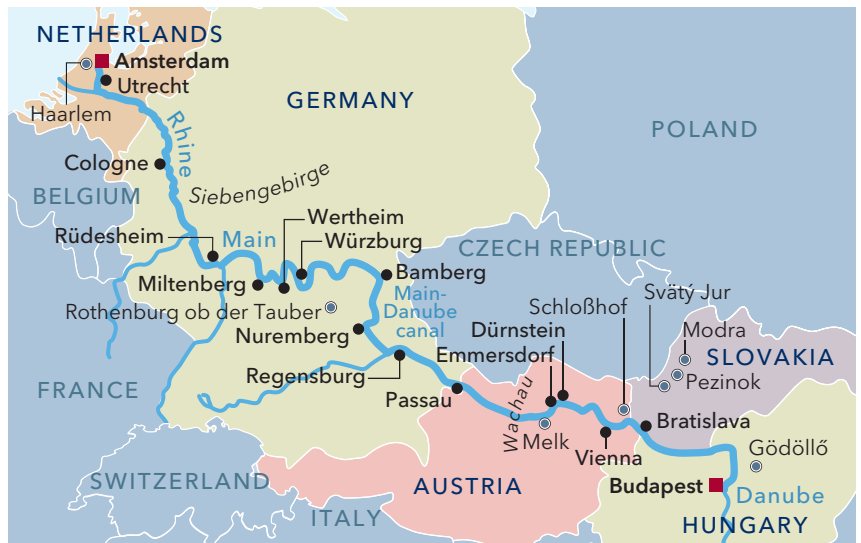 NETHERLANDS
Amsterdam
Utrecht
Haarlem
GERMANY
POLAND
Rhine
Cologne
BELGIUM
Siebengebirge
Wertheim
Rüdesheim
Main
Würzburg
CZECH REPUBLIC
Miltenberg
Bamberg
Svätý Jur
Rothenburg ob der Tauber
Main-
Danube
canal
Schloßhof
Nuremberg
Dürnstein
Modra
Emmersdorf
SLOVAKIA
Regensburg
Pezinok
FRANCE
Passau
Wachau
Melk
Bratislava
Vienna
Gödöllő
SWITZERLAND
AUSTRIA
Budapest
Danube
ITALY
HUNGARY